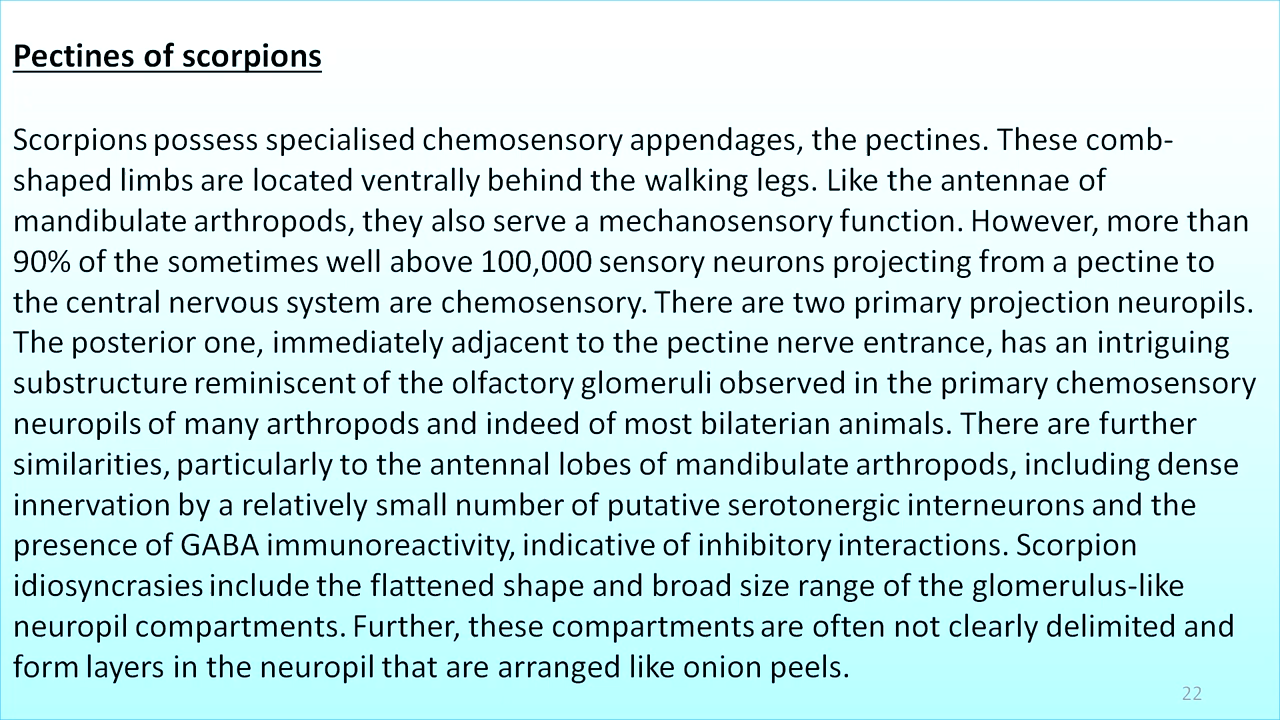 Pectines of scorpions
Scorpions possess specialised chemosensory appendages, the pectines. These comb-
shaped limbs are located ventrally behind the walking legs. Like the antennae of
mandibulate arthropods, they also serve a mechanosensory function. However, more than
90% of the sometimes well above 100,000 sensory neurons projecting from a pectine to
the central nervous system are chemosensory. There are two primary projection neuropils.
The posterior one, immediately adjacent to the pectine nerve entrance, has an intriguing
substructure reminiscent of the olfactory glomeruli observed in the primary chemosensory
neuropils of many arthropods and indeed of most bilaterian animals. There are further
similarities, particularly to the antennal lobes of mandibulate arthropods, including dense
innervation by a relatively small number of putative serotonergic interneurons and the
presence of GABA immunoreactivity, indicative of inhibitory interactions. Scorpion
idiosyncrasies include the flattened shape and broad size range of the glomerulus-like
neuropil compartments. Further, these compartments are often not clearly delimited and
form layers in the neuropil that are arranged like onion peels.
22